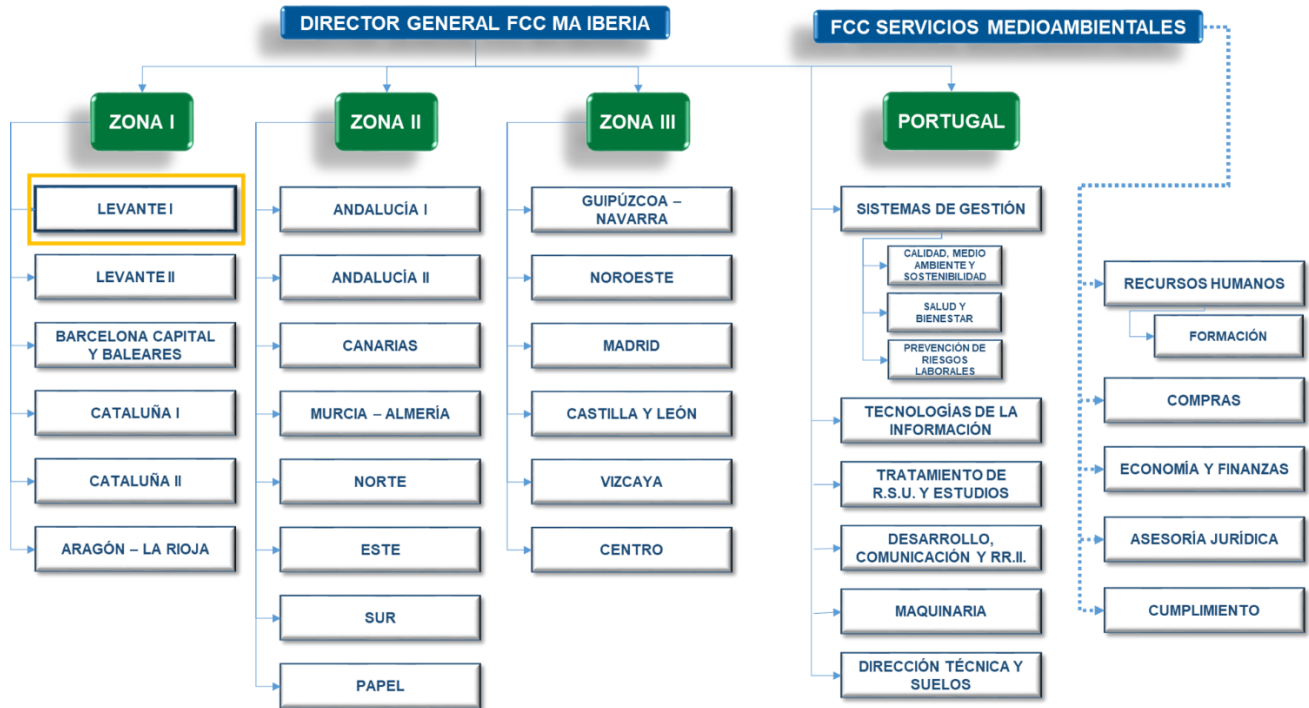 DIRECTOR GENERAL FCC MA IBERIA
FCC SERVICIOS MEDIOAMBIENTALES
ZONA I
ZONA II
ZONA III
PORTUGAL
LEVANTE I
LEVANTE II
BARCELONA CAPITAL
Y BALEARES
CATALUÑA I
CATALUÑA II
ARAGÓN – LA RIOJA
ANDALUCÍA I
ANDALUCÍA II
CANARIAS
MURCIA – ALMERÍA
NORTE
ESTE
SUR
PAPEL
GUIPÚZCOA –
NAVARRA
NOROESTE
MADRID
CASTILLA Y LEÓN
VIZCAYA
CENTRO
SISTEMAS DE GESTIÓN
CALIDAD, MEDIO
AMBIENTE Y
SOSTENIBILIDAD
SALUD Y
BIENESTAR
PREVENCIÓN DE
RIESGOS
LABORALES
TECNOLOGÍAS DE LA
INFORMACIÓN
TRATAMIENTO DE
R.S.U. Y ESTUDIOS
DESARROLLO,
COMUNICACIÓN Y RR.II.
MAQUINARIA
DIRECCIÓN TÉCNICA Y
SUELOS
RECURSOS HUMANOS
FORMACIÓN
COMPRAS
ECONOMÍA Y FINANZAS
ASESORÍA JURÍDICA
CUMPLIMIENTO